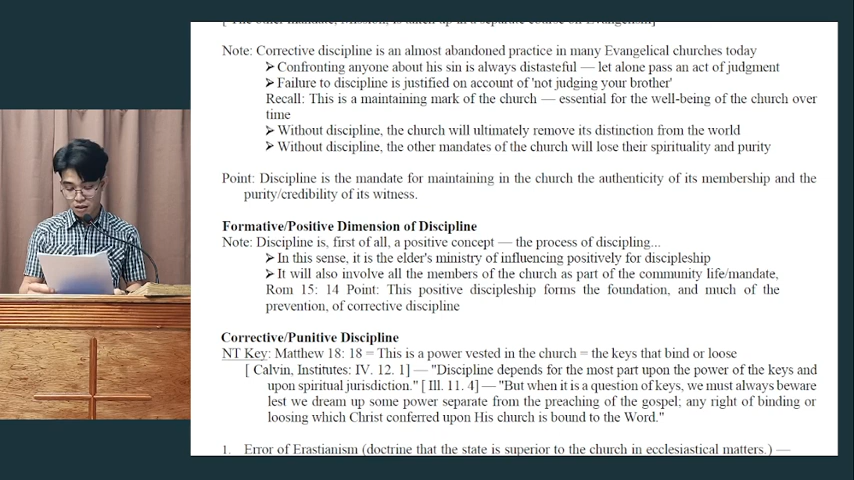 [ The other mandate, Mission, is taken up in a separate course on Evangelism]
Note: Corrective discipline is an almost abandoned practice in many Evangelical churches today
➢ Confronting anyone about his sin is always distasteful — let alone pass an act of judgment
➢ Failure to discipline is justified on account of 'not judging your brother'
Recall: This is a maintaining mark of the church — essential for the well-being of the church over
time
➢ Without discipline, the church will ultimately remove its distinction from the world
➢ Without discipline, the other mandates of the church will lose their spirituality and purity
Point: Discipline is the mandate for maintaining in the church the authenticity of its membership and the
purity/credibility of its witness.
Formative/Positive Dimension of Discipline
Note: Discipline is, first of all, a positive concept — the process of discipling...
➢ In this sense, it is the elder's ministry of influencing positively for discipleship
➢ It will also involve all the members of the church as part of the community life/mandate,
Rom 15: 14 Point: This positive discipleship forms the foundation, and much of the
prevention, of corrective discipline
Corrective/Punitive Discipline
NT Key: Matthew 18: 18 = This is a power vested in the church = the keys that bind or loose
[ Calvin, Institutes: IV. 12. 1] — "Discipline depends for the most part upon the power of the keys and
upon spiritual jurisdiction." [ Ill. 11. 4] — "But when it is a question of keys, we must always beware
lest we dream up some power separate from the preaching of the gospel; any right of binding or
loosing which Christ conferred upon His church is bound to the Word."
1. Error of Erastianism (doctrine that the state is superior to the church in ecclesiastical matters.) —